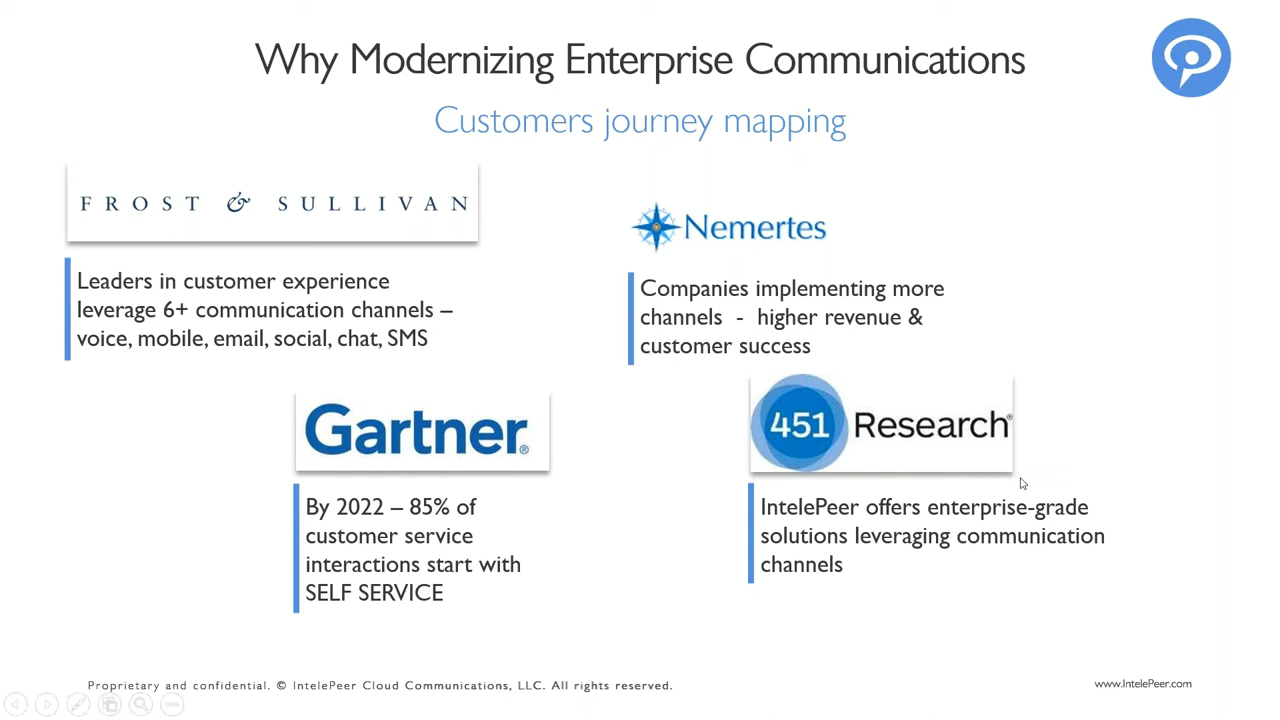 Why Modernizing Enterprise Communications
Customers journey mapping
FROST & SULLIVAN
Leaders in customer experience
leverage 6+ communication channels –
voice, mobile, email, social, chat, SMS
Nemertes
Companies implementing more
channels - higher revenue &
customer success
Gartner®
By 2022 – 85% of
customer service
interactions start with
SELF SERVICE
451 Research®
IntelePeer offers enterprise-grade
solutions leveraging communication
channels
Proprietary and confidential. © IntelePeer Cloud Communications, LLC. All rights reserved.
www.IntelePeer.com